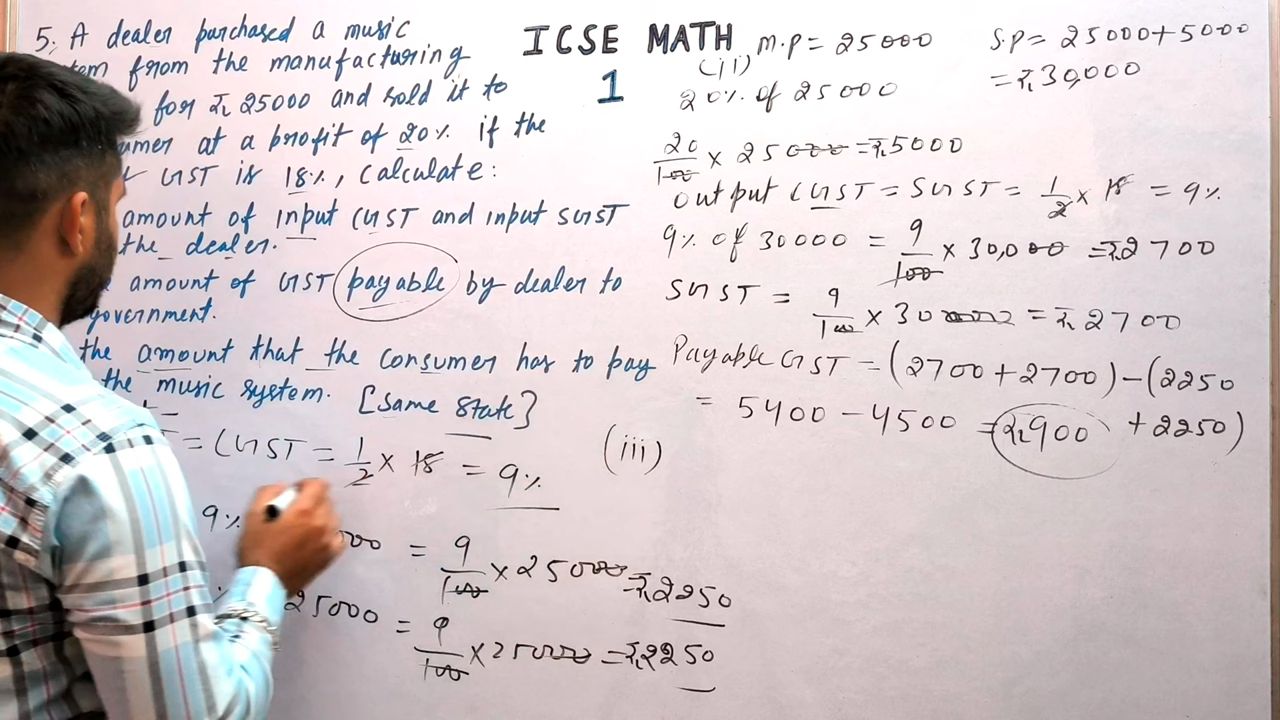 5. A dealer purchased a music
tem from the manufacturing
for ₹ 25000 and sold it to
umer at a profit of 20% if the
GST is 18%, calculate:
amount of input CGST and input SGST
the dealer.
amount of GST payable by dealer to
government.
the amount that the consumer has to pay
the music system. [same state]
= CGST = 1/2 × 18 = 9%
9% 000 = 9/100 × 25000 = ₹2250
25000 = 9/100 × 25000 = ₹2250
ICSE MATH
1
M.P = 25000
(ii)
20% of 25000
20/100 × 25000 = ₹5000
S.P = 25000+5000
= ₹30,000
output CGST = SGST = 1/2 × 18 = 9%
9% of 30000 = 9/100 × 30,000 = ₹2700
SGST = 9/100 × 30000 = ₹2700
Payable GST = (2700+2700)-(2250
+2250)
= 5400 - 4500 = ₹900
(iii)